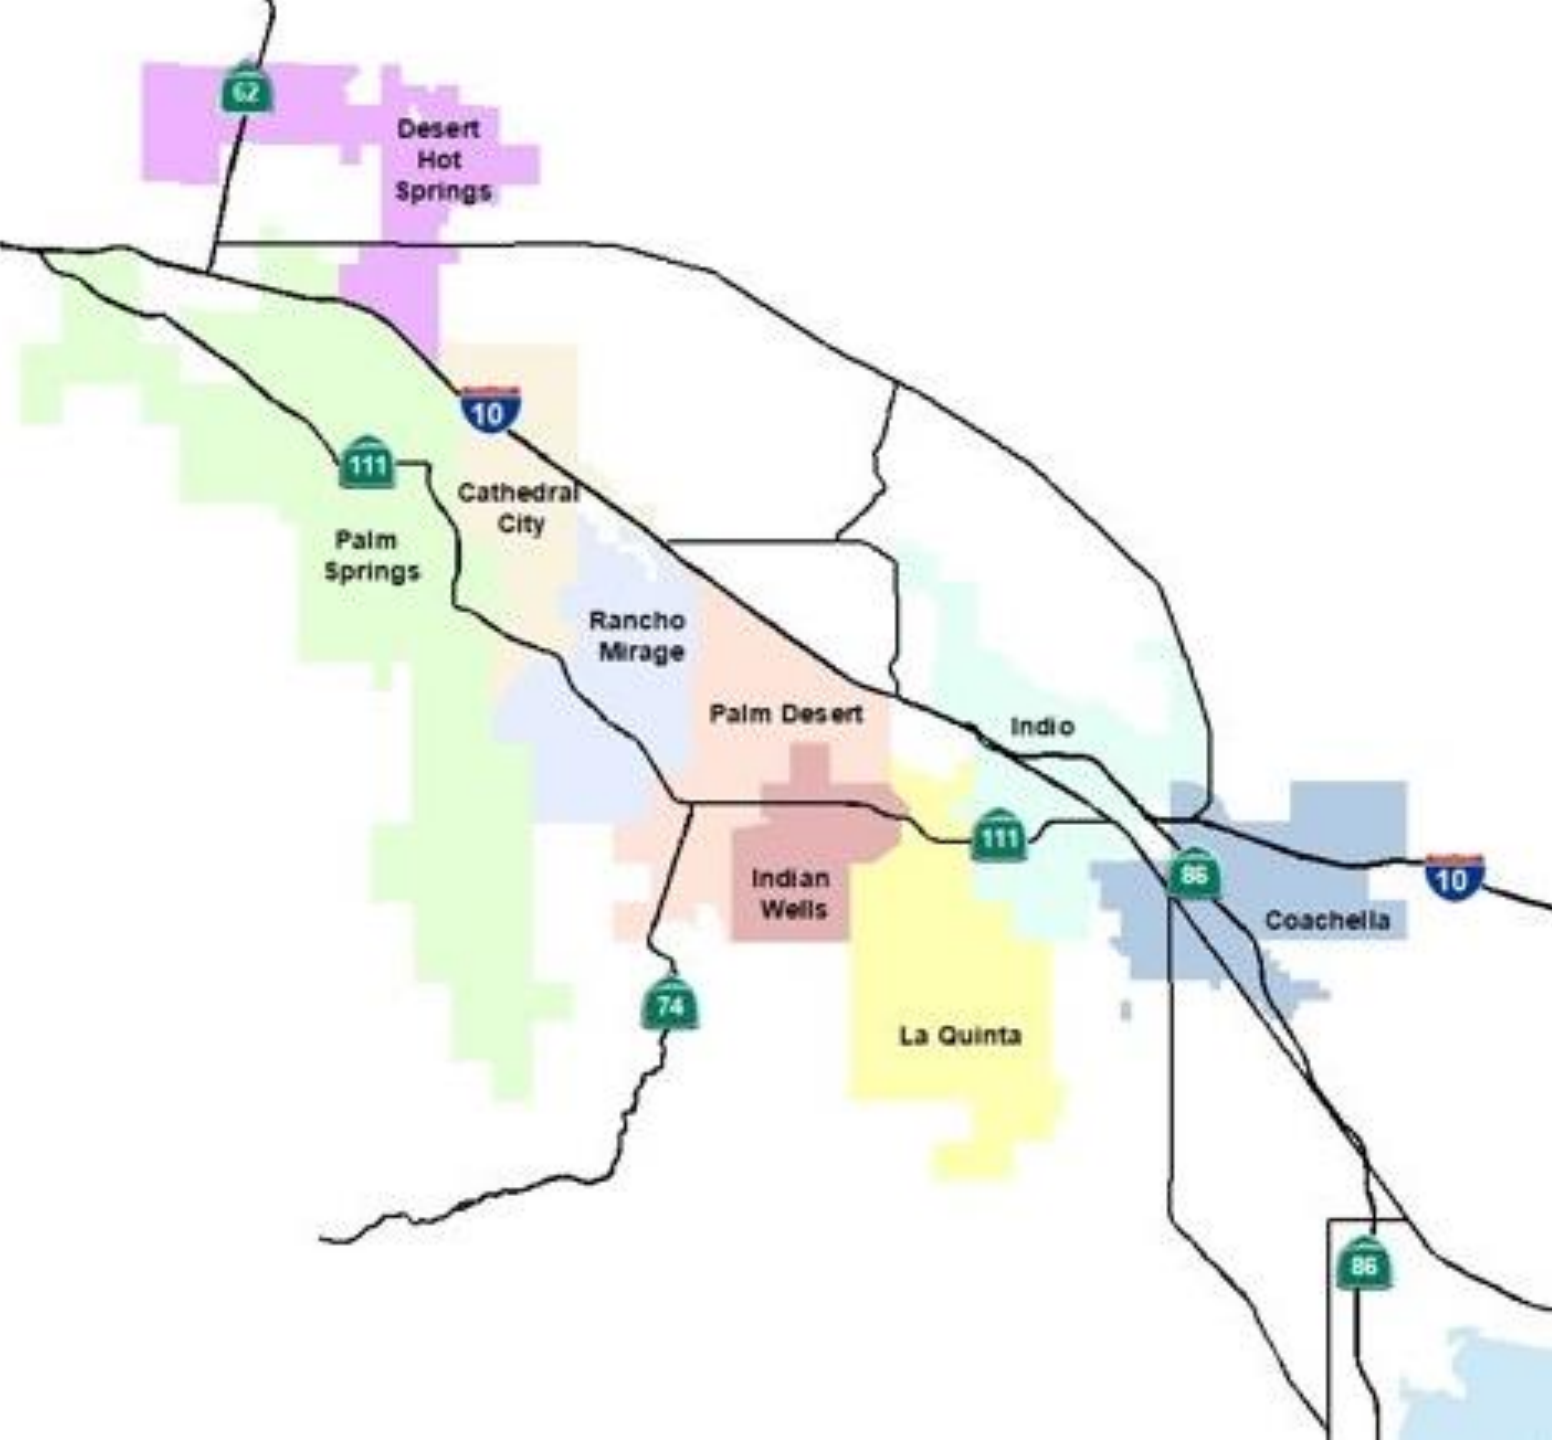 62
Desert
Hot
Springs
10
111
Cathedral
City
Palm
Springs
Rancho
Mirage
Palm Desert
Indio
111
86
10
Indian
Wells
Coachella
74
La Quinta
86